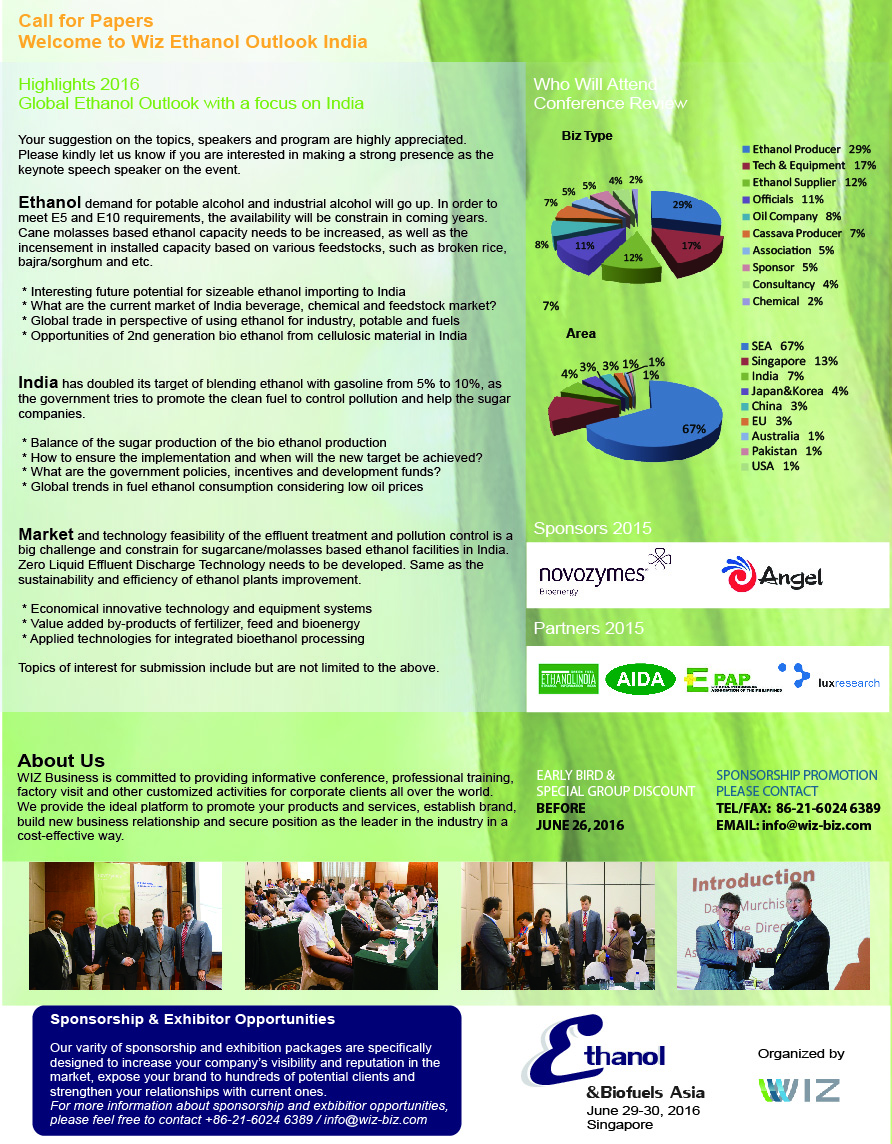 Call for Papers
Welcome to Wiz Ethanol Outlook India
Highlights 2016
Global Ethanol Outlook with a focus on India
Your suggestion on the topics, speakers and program are highly appreciated.
Please kindly let us know if you are interested in making a strong presence as the
keynote speech speaker on the event.
Ethanol demand for potable alcohol and industrial alcohol will go up. In order to
meet E5 and E10 requirements, the availability will be constrain in coming years.
Cane molasses based ethanol capacity needs to be increased, as well as the
incensement in installed capacity based on various feedstocks, such as broken rice,
bajra/sorghum and etc.
* Interesting future potential for sizeable ethanol importing to India
* What are the current market of India beverage, chemical and feedstock market?
* Global trade in perspective of using ethanol for industry, potable and fuels
* Opportunities of 2nd generation bio ethanol from cellulosic material in India
India has doubled its target of blending ethanol with gasoline from 5% to 10%, as
the government tries to promote the clean fuel to control pollution and help the sugar
companies.
* Balance of the sugar production of the bio ethanol production
* How to ensure the implementation and when will the new target be achieved?
* What are the government policies, incentives and development funds?
* Global trends in fuel ethanol consumption considering low oil prices
Market and technology feasibility of the effluent treatment and pollution control is a
big challenge and constrain for sugarcane/molasses based ethanol facilities in India.
Zero Liquid Effluent Discharge Technology needs to be developed. Same as the
sustainability and efficiency of ethanol plants improvement.
* Economical innovative technology and equipment systems
* Value added by-products of fertilizer, feed and bioenergy
* Applied technologies for integrated bioethanol processing
Topics of interest for submission include but are not limited to the above.
Who Will Attend
Conference Review
Biz Type
29%
17%
12%
11%
8%
7%
5%
5%
4%
2%
7%
Ethanol Producer 29%
Tech & Equipment 17%
Ethanol Supplier 12%
Officials 11%
Oil Company 8%
Cassava Producer 7%
Association 5%
Sponsor 5%
Consultancy 4%
Chemical 2%
Area
67%
4%
3%
3%
1%
1%
1%
SEA 67%
Singapore 13%
India 7%
Japan&Korea 4%
China 3%
EU 3%
Australia 1%
Pakistan 1%
USA 1%
Sponsors 2015
novozymes
Bioenergy
Angel
Partners 2015
ETHANOLINDIA
AIDA
EPAP
ASSOCIATION OF THE PHILIPPINES
luxresearch
About Us
WIZ Business is committed to providing informative conference, professional training,
factory visit and other customized activities for corporate clients all over the world.
We provide the ideal platform to promote your products and services, establish brand,
build new business relationship and secure position as the leader in the industry in a
cost-effective way.
EARLY BIRD &
SPECIAL GROUP DISCOUNT
BEFORE
JUNE 26, 2016
SPONSORSHIP PROMOTION
PLEASE CONTACT
TEL/FAX: 86-21-6024 6389
EMAIL: info@wiz-biz.com
Introduction
Murchis
Direc
Sponsorship & Exhibitor Opportunities
Our varity of sponsorship and exhibition packages are specifically
designed to increase your company's visibility and reputation in the
market, expose your brand to hundreds of potential clients and
strengthen your relationships with current ones.
For more information about sponsorship and exbibitior opportunities,
please feel free to contact +86-21-6024 6389 / info@wiz-biz.com
Ethanol
&Biofuels Asia
June 29-30, 2016
Singapore
Organized by
WIZ